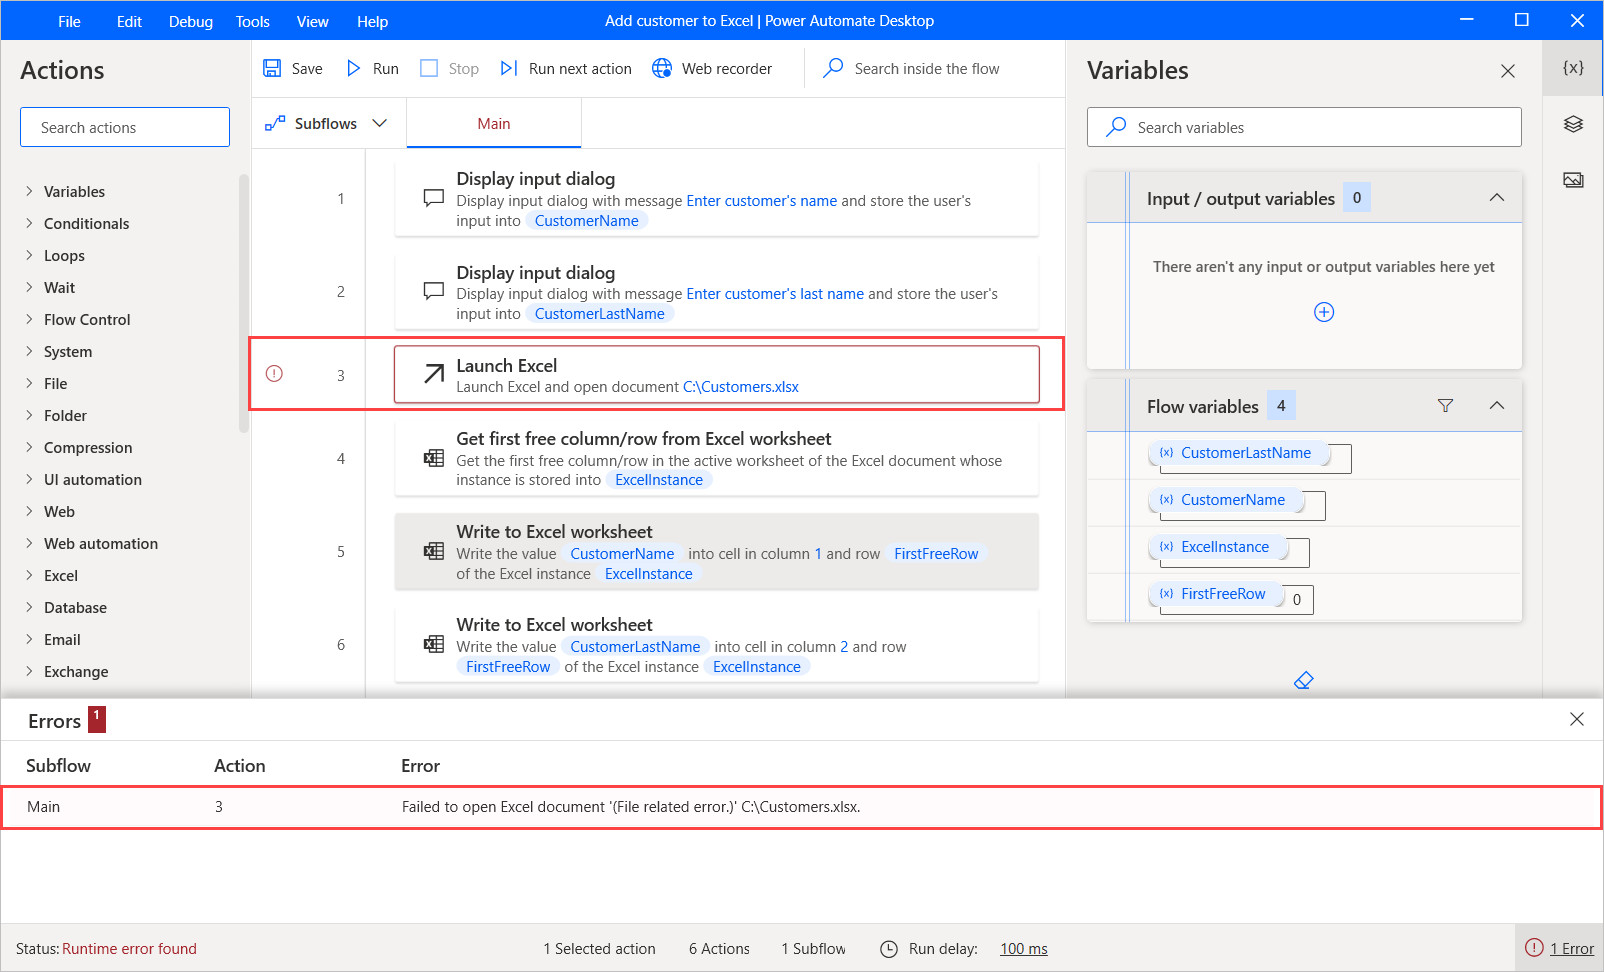 File Edit Debug Tools View Help
Add customer to Excel | Power Automate Desktop
Actions
Search actions
Variables
Conditionals
Loops
Wait
Flow Control
System
File
Folder
Compression
UI automation
Web
Web automation
Excel
Database
Email
Exchange
Save Run Stop Run next action Web recorder Search inside the flow
Subflows Main
1
Display input dialog
Display input dialog with message Enter customer's name and store the user's
input into CustomerName
2
Display input dialog
Display input dialog with message Enter customer's last name and store the user's
input into CustomerLastName
3
Launch Excel
Launch Excel and open document C:\Customers.xlsx
4
Get first free column/row from Excel worksheet
Get the first free column/row in the active worksheet of the Excel document whose
instance is stored into ExcelInstance
5
Write to Excel worksheet
Write the value CustomerName into cell in column 1 and row FirstFreeRow
of the Excel instance ExcelInstance
6
Write to Excel worksheet
Write the value CustomerLastName into cell in column 2 and row
FirstFreeRow of the Excel instance ExcelInstance
Variables
{x}
Search variables
Input / output variables 0
There aren't any input or output variables here yet
Flow variables 4
{x} CustomerLastName
{x} CustomerName
{x} ExcelInstance
{x} FirstFreeRow 0
Errors 1
Subflow Action Error
Main 3 Failed to open Excel document '(File related error.)' C:\Customers.xlsx.
Status: Runtime error found 1 Selected action 6 Actions 1 Subflow Run delay: 100 ms 1 Error